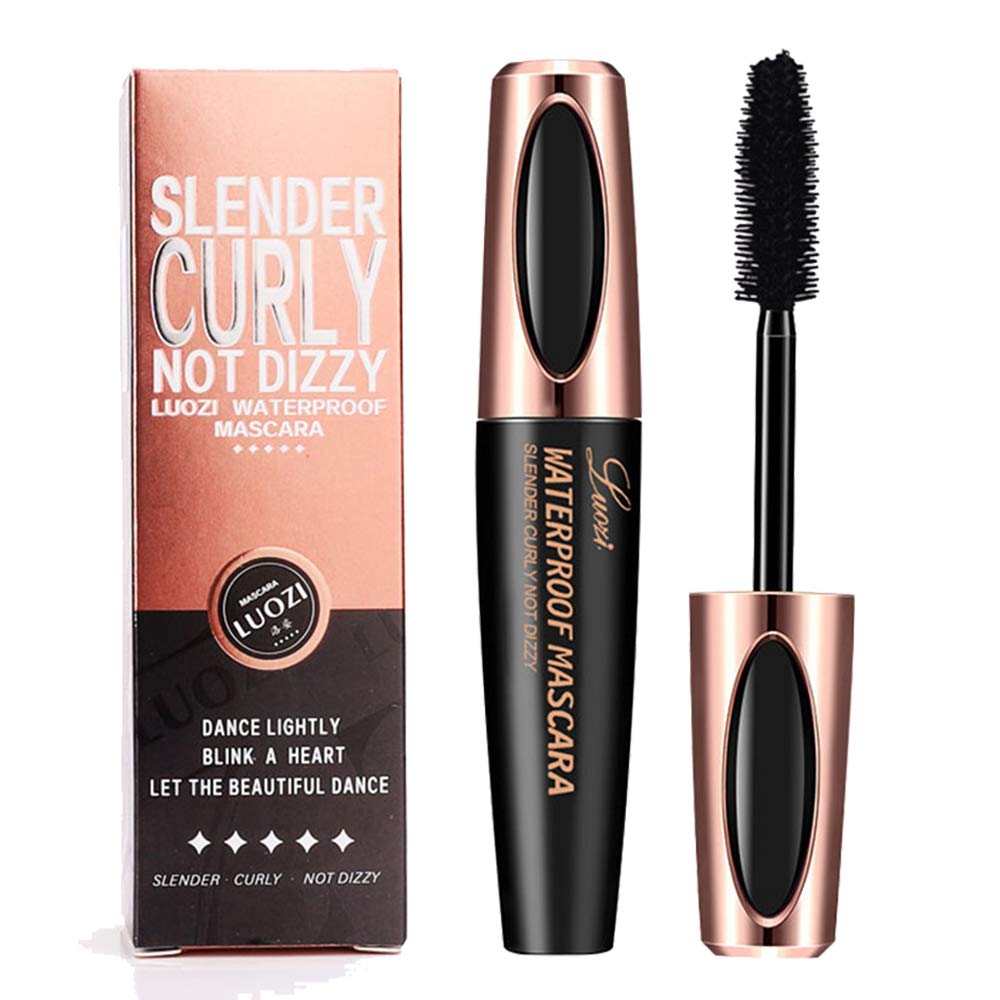 SLENDER
CURLY
NOT DIZZY
LUOZI WATERPROOF
MASCARA
MASCARA
LUOZI
LUOZI
DANCE LIGHTLY
BLINK A HEART
LET THE BEAUTIFUL DANCE
SLENDER · CURLY · NOT DIZZY
Luozi
WATERPROOF MASCARA
SLENDER CURLY NOT DIZZY